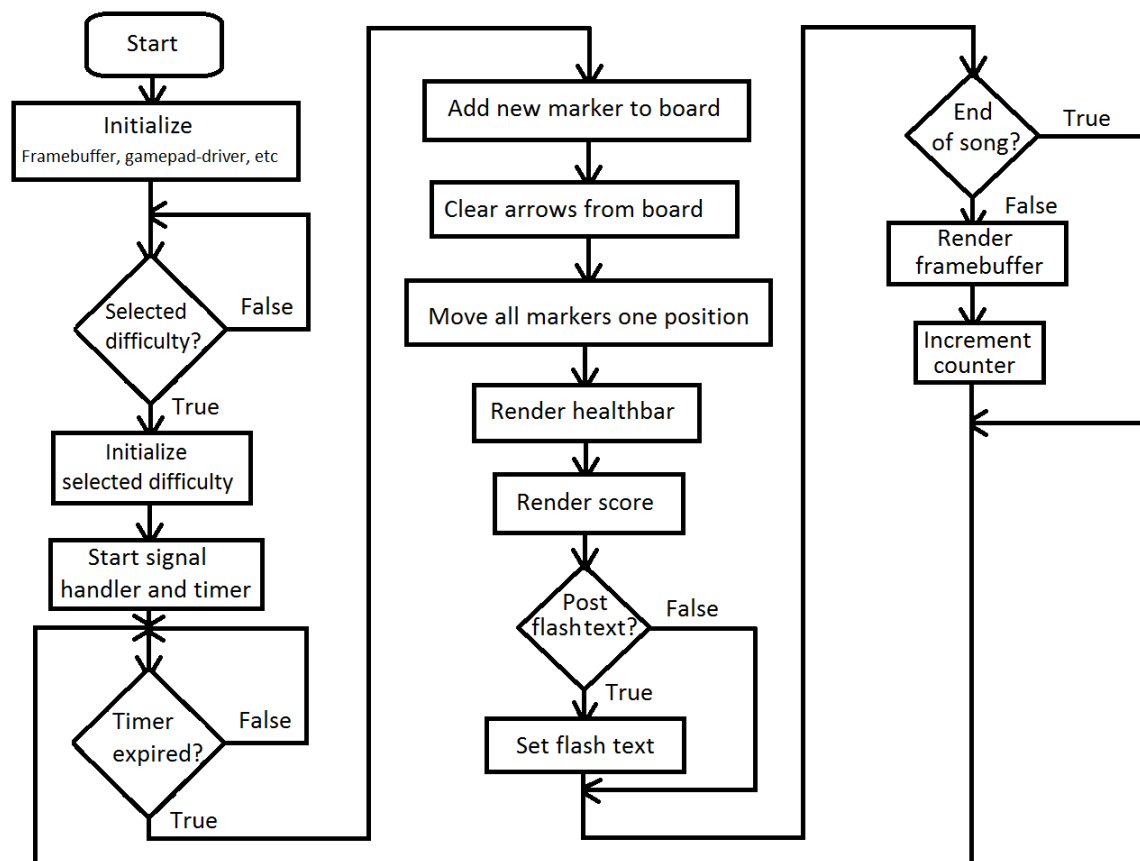 Start
Initialize
Framebuffer, gamepad-driver, etc
Selected
difficulty?
False
True
Initialize
selected difficulty
Start signal
handler and timer
Timer
expired?
False
True
Add new marker to board
Clear arrows from board
Move all markers one position
Render healthbar
Render score
Post
flash text?
False
True
Set flash text
End
of song?
True
False
Render
framebuffer
Increment
counter